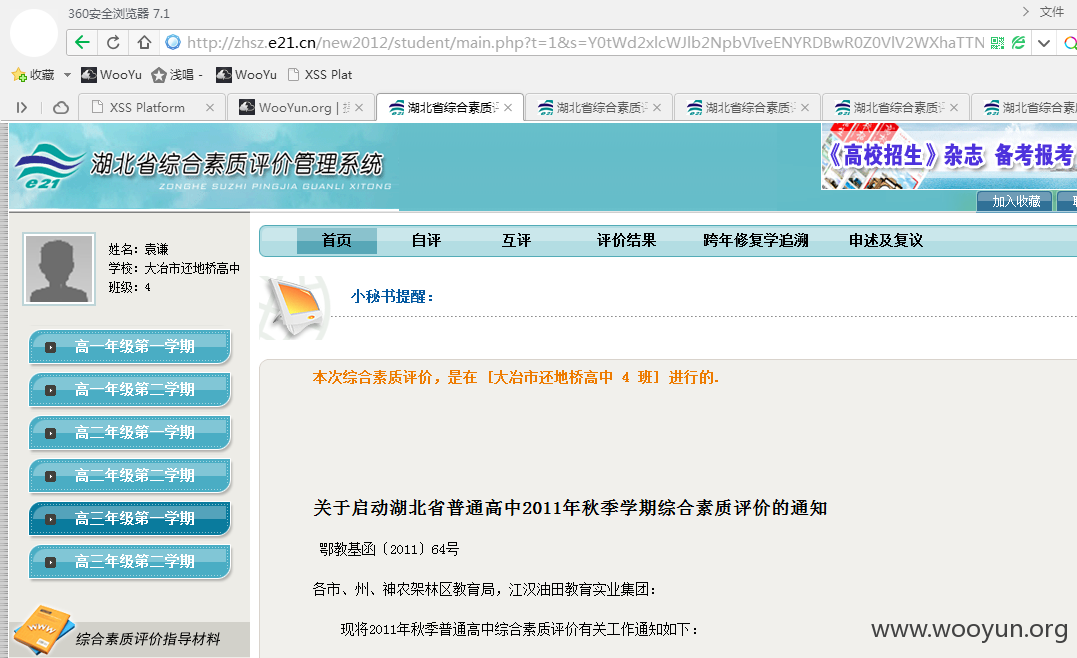 360安全浏览器 7.1
文件
http://zhsz.e21.cn/new2012/student/main.php?t=1&s=Y0tWd2xlcWJlb2NpbVIveENYRDBwR0Z0VlV2WXhaTTN
收藏 WooYu 浅唱 - WooYu XSS Plat
XSS Platform WooYun.org | 湖北省综合素质 湖北省综合素质 湖北省综合素质 湖北省综合素质 湖北省综合素
e21 湖北省综合素质评价管理系统
ZONGHE SUZHI PINGJIA GUANLI XITONG
《高校招生》杂志 备考报考
加入收藏
姓名：袁谦
学校：大冶市还地桥高中
班级：4
首页 自评 互评 评价结果 跨年修复学追溯 申述及复议
小秘书提醒：
高一年级第一学期
高一年级第二学期
高二年级第一学期
高二年级第二学期
高三年级第一学期
高三年级第二学期
WWW
综合素质评价指导材料
本次综合素质评价，是在 [大冶市还地桥高中 4 班] 进行的.
关于启动湖北省普通高中2011年秋季学期综合素质评价的通知
鄂教基函〔2011〕64号
各市、州、神农架林区教育局，江汉油田教育实业集团：
现将2011年秋季普通高中综合素质评价有关工作通知如下：
www.wooyun.org